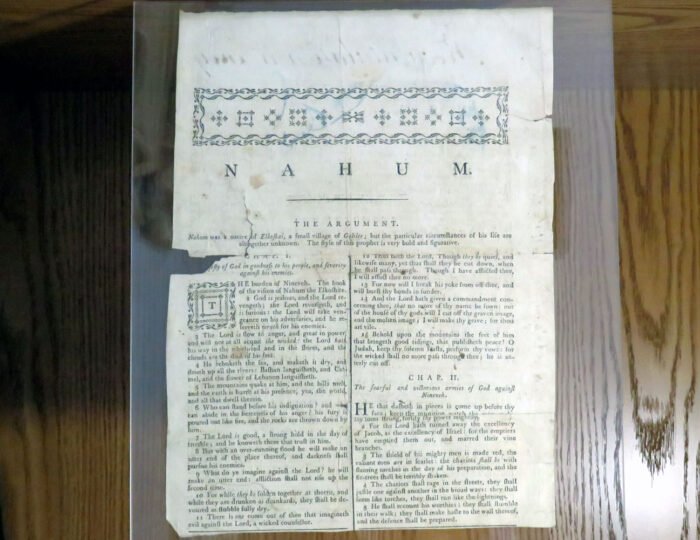 NAHUM.
THE ARGUMENT.
Nahum was a native of Elkoshai, a small village of Galilee; but the particular circumstances of his life are
altogether unknown. The style of this prophet is very bold and figurative.
of God in goodness to his people, and severity
against his enemies.
THE burden of Nineveh. The book
of the vision of Nahum the Elkoshite.
2 God is jealous, and the Lord re-
vengeth; the Lord revengeth, and
is furious: the Lord will take ven-
geance on his adversaries, and he re-
serveth wrath for his enemies.
3 The Lord is slow to anger, and great in power,
and will not at all acquit the wicked: the Lord hath
his way in the whirlwind and in the storm, and the
clouds are the dust of his feet.
4 He rebuketh the sea, and maketh it dry, and
drieth up all the rivers: Bashan languisheth, and Car-
mel, and the flower of Lebanon languisheth.
5 The mountains quake at him, and the hills melt,
and the earth is burnt at his presence, yea, the world,
and all that dwell therein.
6 Who can stand before his indignation? and who
can abide in the fierceness of his anger? his fury is
poured out like fire, and the rocks are thrown down by
him.
7 The Lord is good, a strong hold in the day of
trouble; and he knoweth them that trust in him.
8 But with an over-running flood he will make an
utter end of the place thereof, and darkness shall
pursue his enemies.
9 What do ye imagine against the Lord? he will
make an utter end: affliction shall not rise up the
second time.
10 For while they be folden together as thorns, and
while they are drunken as drunkards, they shall be de-
voured as stubble fully dry.
11 There is one come out of thee that imagineth
evil against the Lord, a wicked counsellor.
12 Thus saith the Lord, Though they be quiet, and
likewise many, yet thus shall they be cut down, when
he shall pass through. Though I have afflicted thee,
I will afflict thee no more.
13 For now will I break his yoke from off thee, and
will burst thy bonds in sunder.
14 And the Lord hath given a commandment con-
cerning thee, that no more of thy name be sown: out
of the house of thy gods will I cut off the graven image,
and the molten image; I will make thy grave; for thou
art vile.
15 Behold upon the mountains the feet of him
that bringeth good tidings, that publisheth peace! O
Judah, keep thy solemn feasts, perform thy vows: for
the wicked shall no more pass through thee; he is ut-
terly cut off.
CHAP. II.
The fearful and victorious armies of God against
Nineveh.
HE that dasheth in pieces is come up before thy
face: keep the munition, watch the
thy loins strong, fortify thy power mightily.
2 For the Lord hath turned away the excellency
of Jacob, as the excellency of Israel: for the emptiers
have emptied them out, and marred their vine
branches.
3 The shield of his mighty men is made red, the
valiant men are in scarlet: the chariots shall be with
flaming torches in the day of his preparation, and the
fir-trees shall be terribly shaken.
4 The chariots shall rage in the streets, they shall
justle one against another in the broad ways: they shall
seem like torches, they shall run like the lightnings.
5 He shall recount his worthies: they shall stumble
in their walk; they shall make haste to the wall thereof,
and the defence shall be prepared.